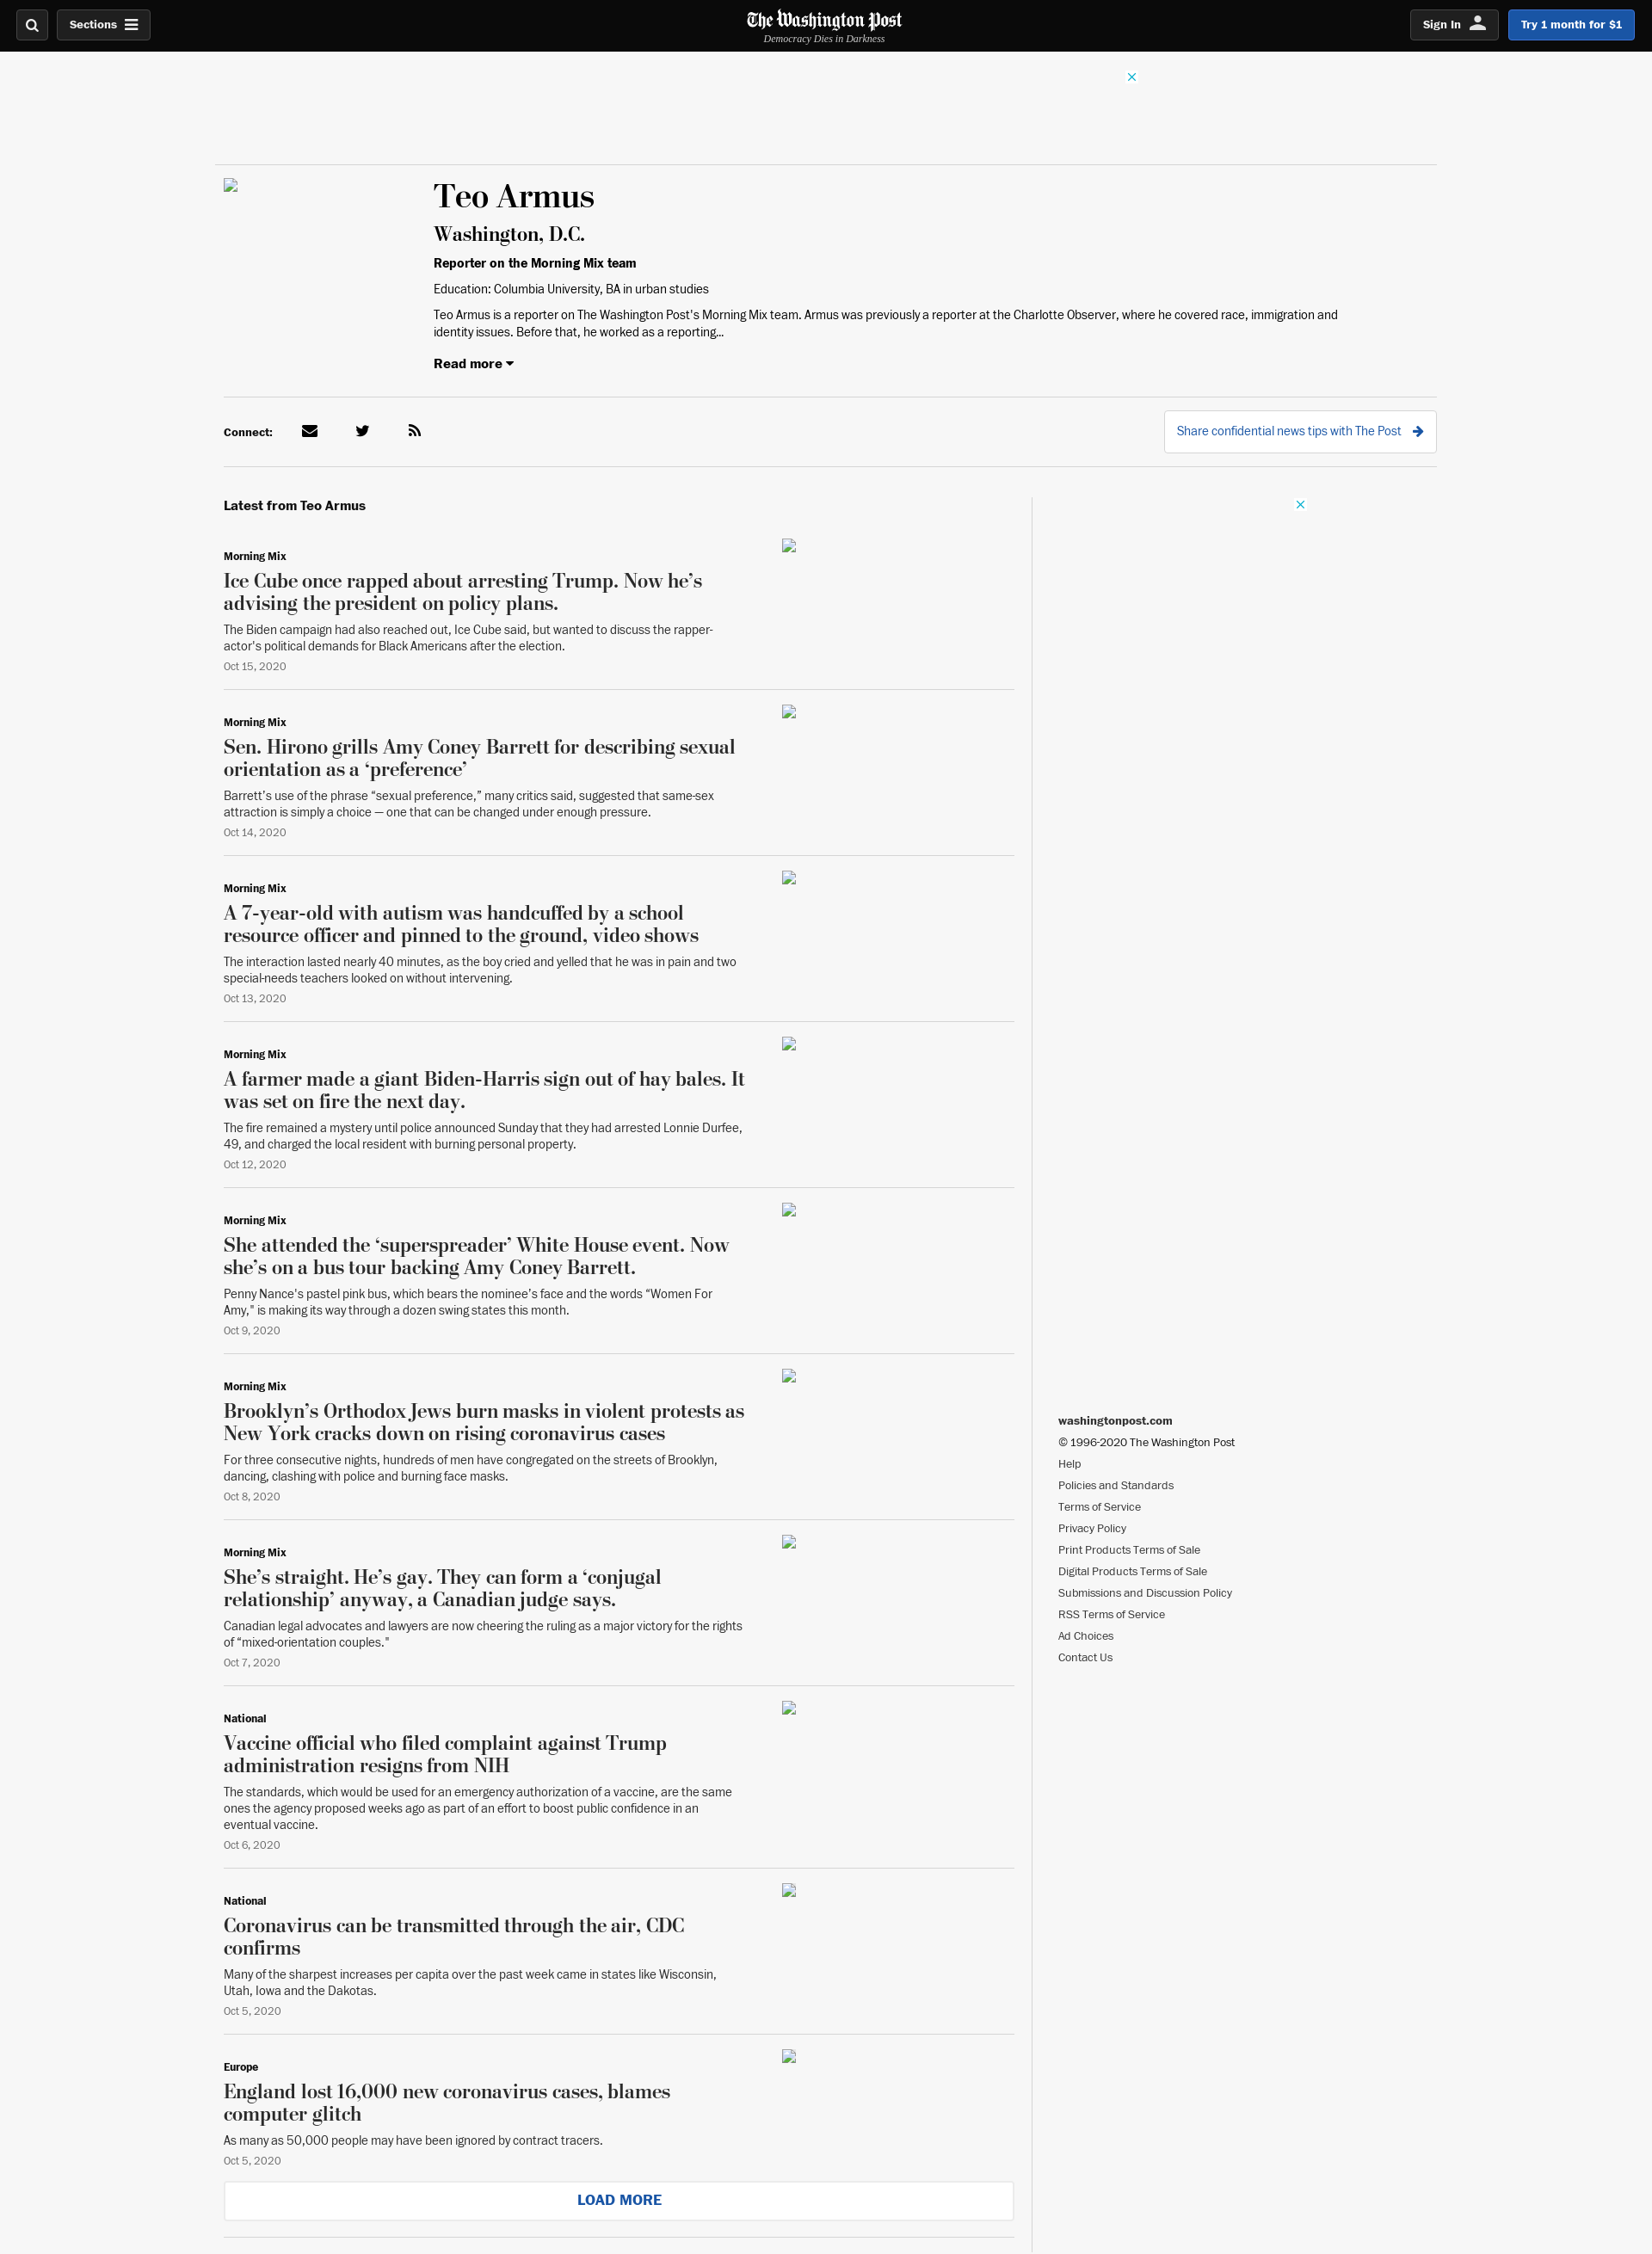 Sections
The Washington Post
Democracy Dies in Darkness
Sign In
Try 1 month for $1
Teo Armus
Washington, D.C.
Reporter on the Morning Mix team
Education: Columbia University, BA in urban studies
Teo Armus is a reporter on The Washington Post's Morning Mix team. Armus was previously a reporter at the Charlotte Observer, where he covered race, immigration and
identity issues. Before that, he worked as a reporting...
Read more
Connect:
Share confidential news tips with The Post
Latest from Teo Armus
Morning Mix
Ice Cube once rapped about arresting Trump. Now he’s
advising the president on policy plans.
The Biden campaign had also reached out, Ice Cube said, but wanted to discuss the rapper-
actor's political demands for Black Americans after the election.
Oct 15, 2020
Morning Mix
Sen. Hirono grills Amy Coney Barrett for describing sexual
orientation as a ‘preference’
Barrett’s use of the phrase “sexual preference,” many critics said, suggested that same-sex
attraction is simply a choice — one that can be changed under enough pressure.
Oct 14, 2020
Morning Mix
A 7-year-old with autism was handcuffed by a school
resource officer and pinned to the ground, video shows
The interaction lasted nearly 40 minutes, as the boy cried and yelled that he was in pain and two
special-needs teachers looked on without intervening.
Oct 13, 2020
Morning Mix
A farmer made a giant Biden-Harris sign out of hay bales. It
was set on fire the next day.
The fire remained a mystery until police announced Sunday that they had arrested Lonnie Durfee,
49, and charged the local resident with burning personal property.
Oct 12, 2020
Morning Mix
She attended the ‘superspreader’ White House event. Now
she’s on a bus tour backing Amy Coney Barrett.
Penny Nance's pastel pink bus, which bears the nominee’s face and the words “Women For
Amy," is making its way through a dozen swing states this month.
Oct 9, 2020
Morning Mix
Brooklyn’s Orthodox Jews burn masks in violent protests as
New York cracks down on rising coronavirus cases
For three consecutive nights, hundreds of men have congregated on the streets of Brooklyn,
dancing, clashing with police and burning face masks.
Oct 8, 2020
Morning Mix
She’s straight. He’s gay. They can form a ‘conjugal
relationship’ anyway, a Canadian judge says.
Canadian legal advocates and lawyers are now cheering the ruling as a major victory for the rights
of “mixed-orientation couples."
Oct 7, 2020
National
Vaccine official who filed complaint against Trump
administration resigns from NIH
The standards, which would be used for an emergency authorization of a vaccine, are the same
ones the agency proposed weeks ago as part of an effort to boost public confidence in an
eventual vaccine.
Oct 6, 2020
National
Coronavirus can be transmitted through the air, CDC
confirms
Many of the sharpest increases per capita over the past week came in states like Wisconsin,
Utah, Iowa and the Dakotas.
Oct 5, 2020
Europe
England lost 16,000 new coronavirus cases, blames
computer glitch
As many as 50,000 people may have been ignored by contract tracers.
Oct 5, 2020
LOAD MORE
washingtonpost.com
© 1996-2020 The Washington Post
Help
Policies and Standards
Terms of Service
Privacy Policy
Print Products Terms of Sale
Digital Products Terms of Sale
Submissions and Discussion Policy
RSS Terms of Service
Ad Choices
Contact Us